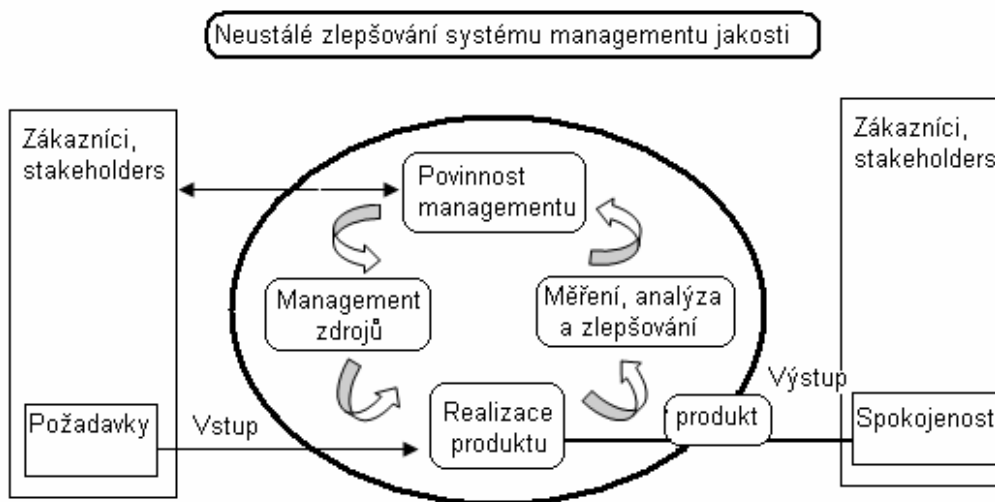 Neustálé zlepšování systému managementu jakosti
Zákazníci,
stakeholders
Zákazníci,
stakeholders
Povinnost
managementu
Management
zdrojů
Měření, analýza
a zlepšování
Výstup
Požadavky
Vstup
Realizace
produktu
produkt
Spokojenost